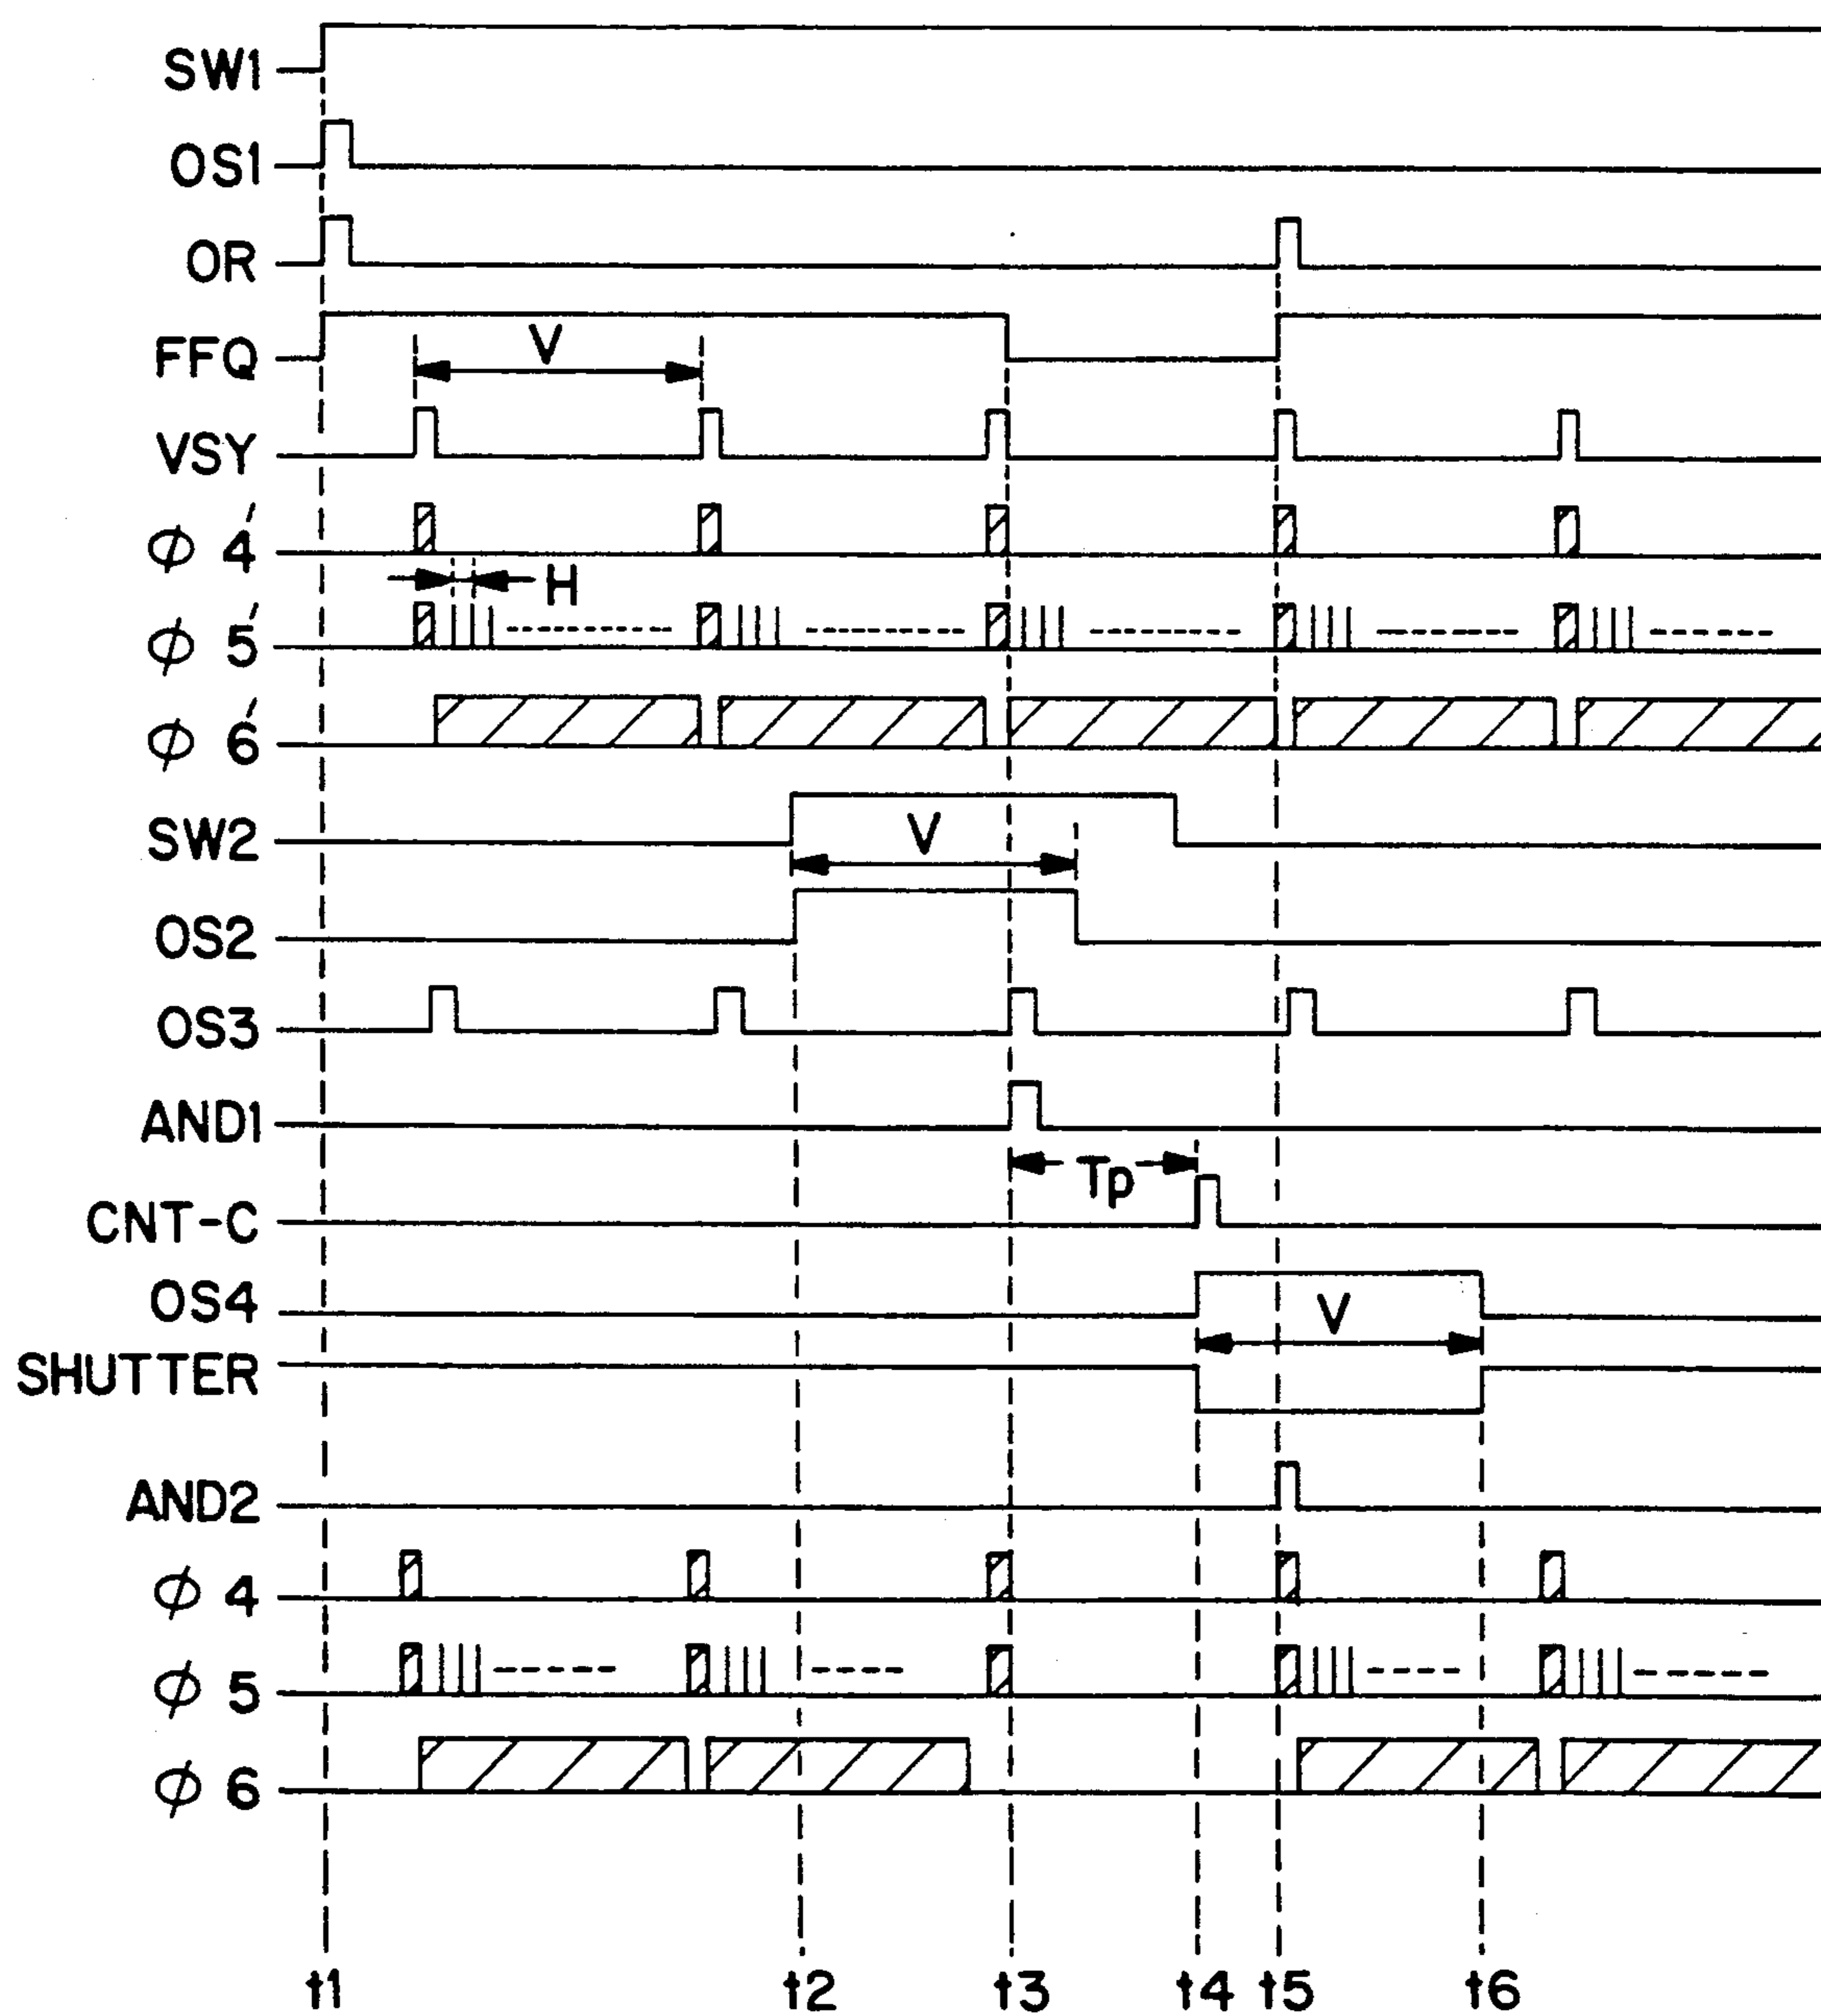 SW1
OS1
OR
FFQ
V
VSY
ϕ 4'
H
ϕ 5'
ϕ 6'
SW2
V
OS2
OS3
AND1
Tp
CNT-C
OS4
V
SHUTTER
AND2
ϕ 4
ϕ 5
ϕ 6
t1 t2 t3 t4 t5 t6